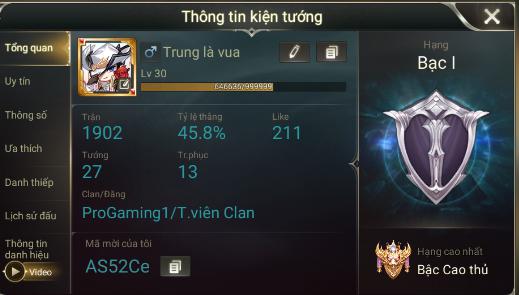 Thông tin kiện tướng
Tổng quan
Uy tín
Thông số
Ưa thích
Danh thiếp
Lịch sử đấu
Thông tin
danh hiệu
Video
Trung là vua
Lv 30
646636/999999
Trận
Tỷ lệ thắng
Like
1902
45.8%
211
Tướng
Tr.phục
27
13
Clan/Đảng
ProGaming1/T.viên Clan
Mã mời của tôi
AS52Ce
Hạng
Bạc I
Hạng cao nhất
Bậc Cao thủ